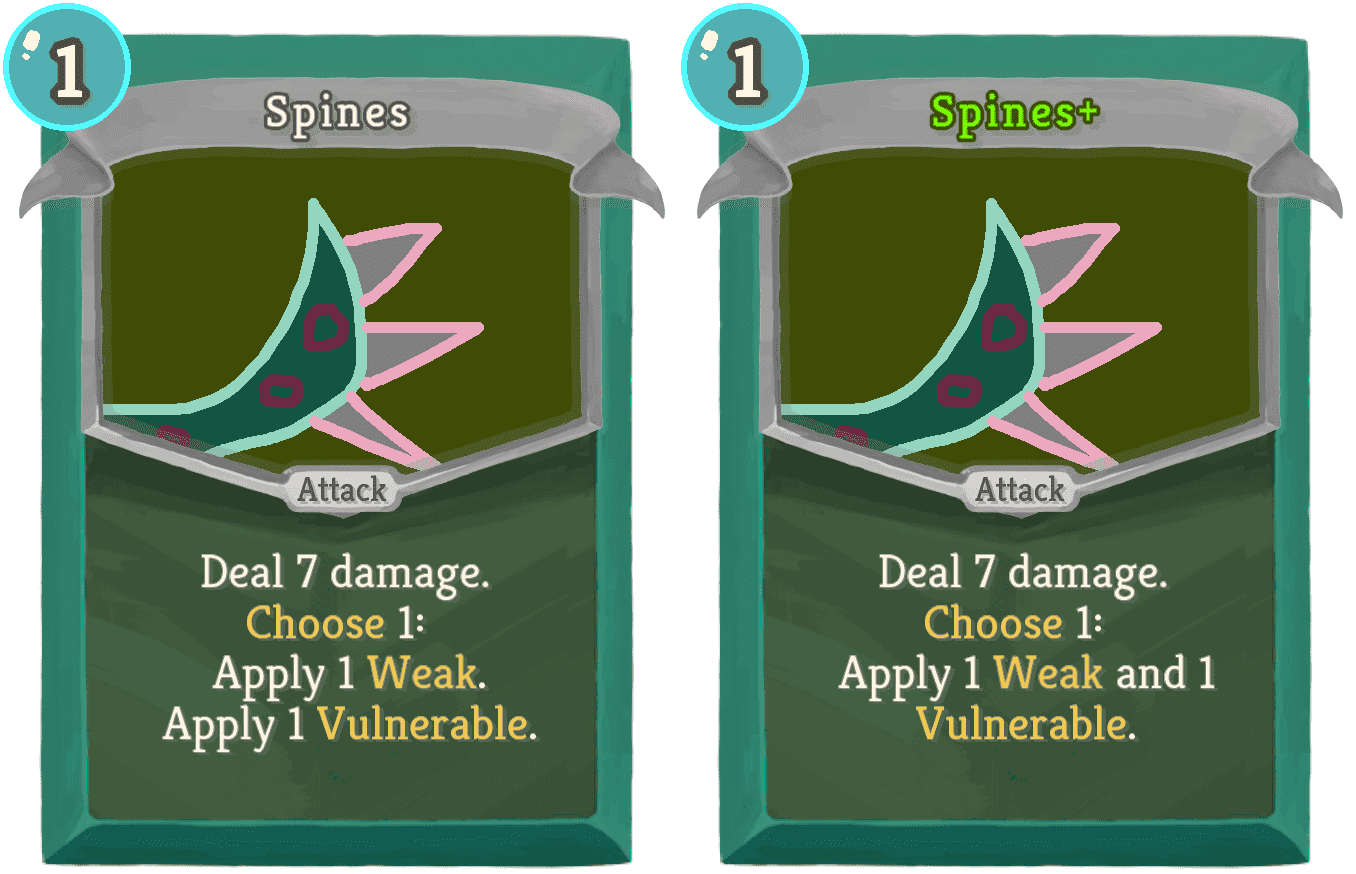 1
Spines
Attack
Deal 7 damage.
Choose 1:
Apply 1 Weak.
Apply 1 Vulnerable.
1
Spines+
Attack
Deal 7 damage.
Choose 1:
Apply 1 Weak and 1
Vulnerable.